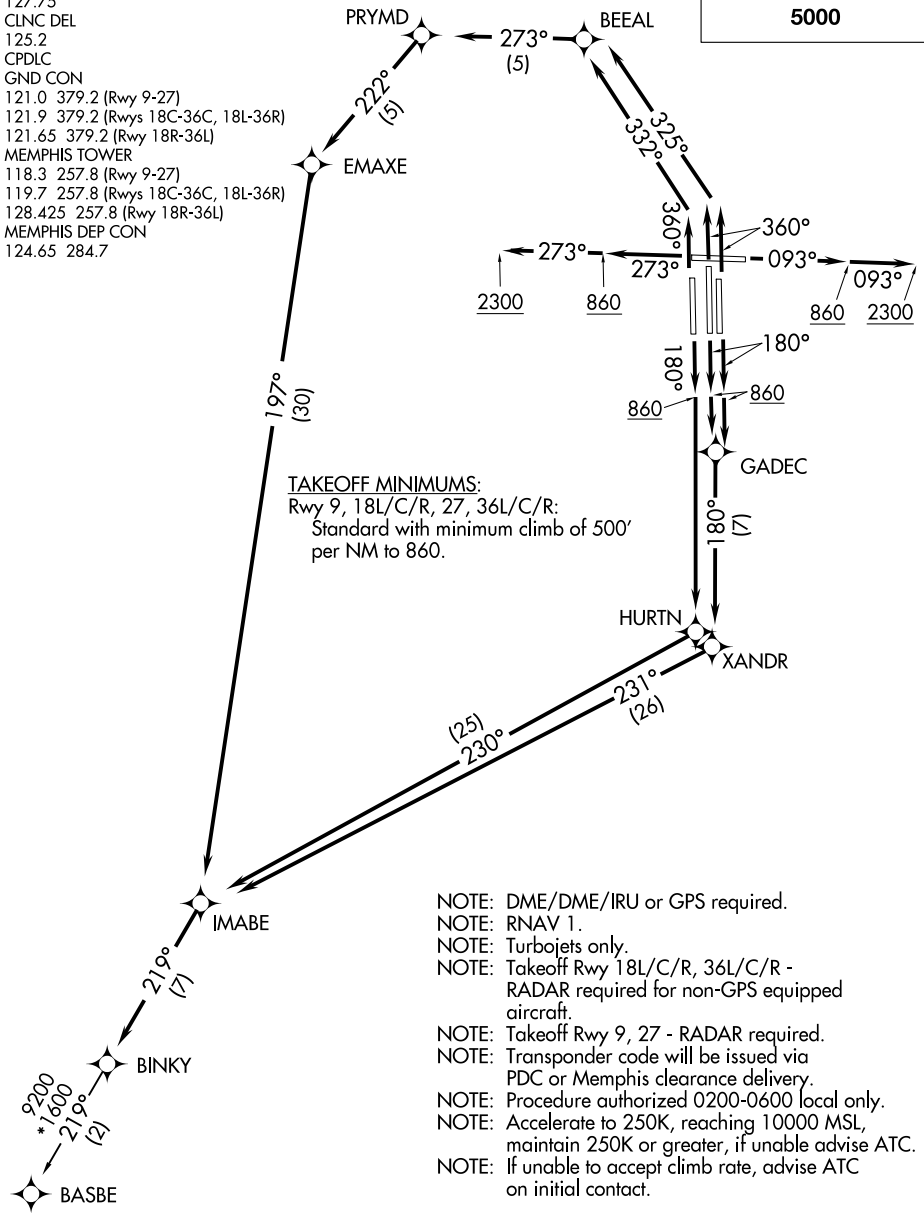 127.75
CLNC DEL
125.2
CPDLC
GND CON
121.0 379.2 (Rwy 9-27)
121.9 379.2 (Rwys 18C-36C, 18L-36R)
121.65 379.2 (Rwy 18R-36L)
MEMPHIS TOWER
118.3 257.8 (Rwy 9-27)
119.7 257.8 (Rwys 18C-36C, 18L-36R)
128.425 257.8 (Rwy 18R-36L)
MEMPHIS DEP CON
124.65 284.7
5000
PRYMD
273°
(5)
BEEAL
222°
(5)
EMAXE
332°
325°
360°
360°
273°
273°
093°
093°
2300
860
860
2300
180°
180°
860
860
GADEC
180°
(7)
197°
(30)
TAKEOFF MINIMUMS:
Rwy 9, 18L/C/R, 27, 36L/C/R:
Standard with minimum climb of 500'
per NM to 860.
HURTN
XANDR
231°
(26)
(25)
230°
IMABE
219°
(7)
BINKY
9200
*1600
219°
(2)
BASBE
NOTE: DME/DME/IRU or GPS required.
NOTE: RNAV 1.
NOTE: Turbojets only.
NOTE: Takeoff Rwy 18L/C/R, 36L/C/R -
RADAR required for non-GPS equipped
aircraft.
NOTE: Takeoff Rwy 9, 27 - RADAR required.
NOTE: Transponder code will be issued via
PDC or Memphis clearance delivery.
NOTE: Procedure authorized 0200-0600 local only.
NOTE: Accelerate to 250K, reaching 10000 MSL,
maintain 250K or greater, if unable advise ATC.
NOTE: If unable to accept climb rate, advise ATC
on initial contact.